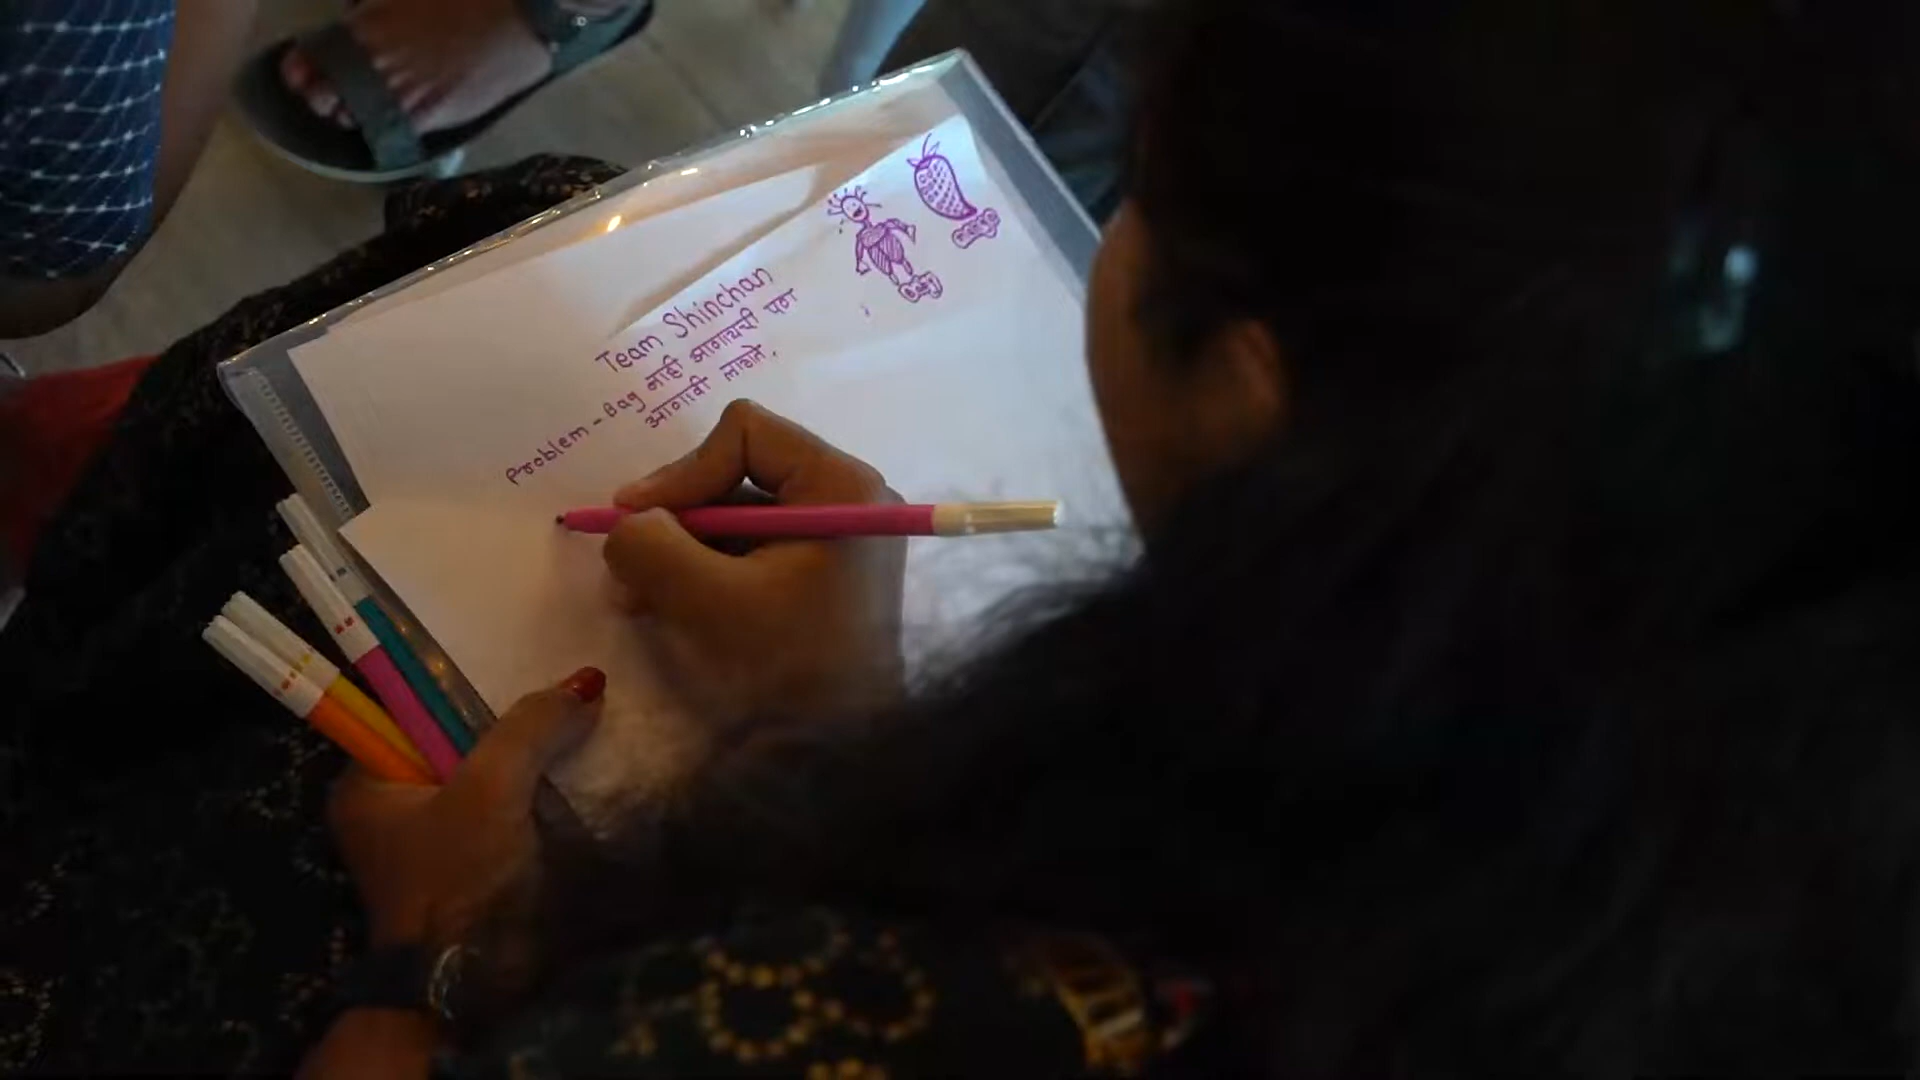 Team Shinchan
Problem - Bag नाही आणायची पण
आणावी लागते.